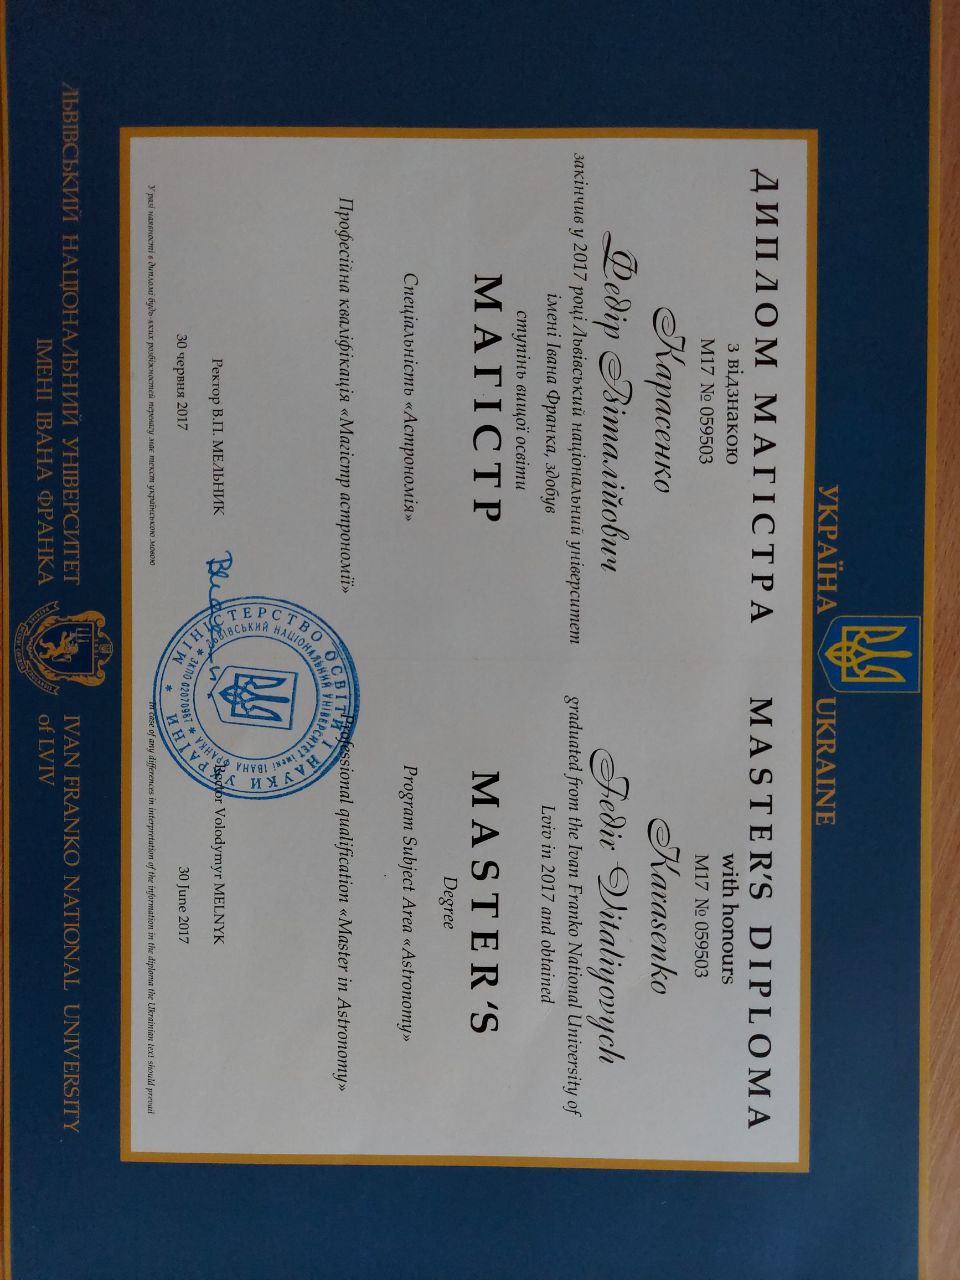 УКРАЇНА UKRAINE
ДИПЛОМ МАГІСТРА
з відзнакою
М17 № 059503
Карасенко
Федір Віталійович
закінчив у 2017 році Львівський національний університет
імені Івана Франка, здобув
ступінь вищої освіти
МАГІСТР
Спеціальність «Астрономія»
Професійна кваліфікація «Магістр астрономії»
Ректор В.П. МЕЛЬНИК
30 червня 2017
У разі наявності в дипломі будь-яких розбіжностей перевагу має текст українською мовою
MASTER'S DIPLOMA
with honours
M17 № 059503
Karasenko
Fedir Vitaliyovych
graduated from the Ivan Franko National University of
Lviv in 2017 and obtained
MASTER'S
Degree
Program Subject Area «Astronomy»
Professional qualification «Master in Astronomy»
Rector Volodymyr MELNYK
30 June 2017
In case of any differences in interpretation of the information in the diploma the Ukrainian text should prevail
МІНІСТЕРСТВО ОСВІТИ І НАУКИ УКРАЇНИ
ЛЬВІВСЬКИЙ НАЦІОНАЛЬНИЙ УНІВЕРСИТЕТ імені ІВАНА ФРАНКА
02070987
ЛЬВІВСЬКИЙ НАЦІОНАЛЬНИЙ УНІВЕРСИТЕТ
ІМЕНІ ІВАНА ФРАНКА
IVAN FRANKO NATIONAL UNIVERSITY
of LVIV